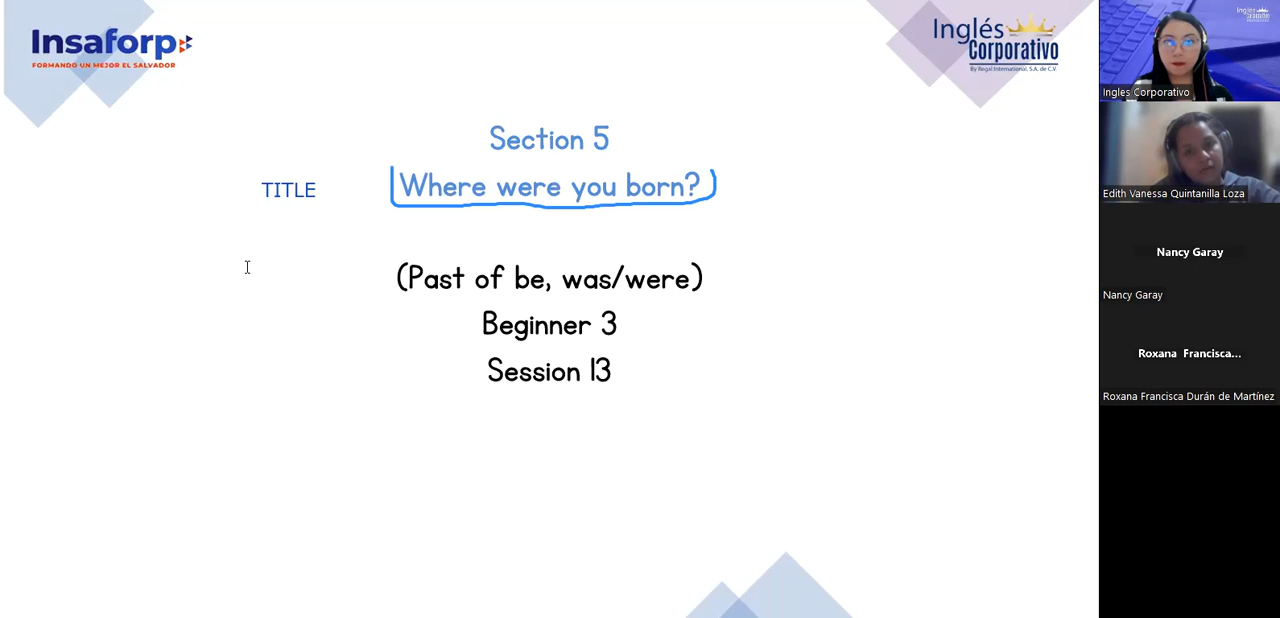 Insaforp
FORMANDO UN MEJOR EL SALVADOR
Inglés
Corporativo
By Regal International, S.A. de C.V.
Section 5
TITLE
Where were you born?
(Past of be, was/were)
Beginner 3
Session 13
Inglés
Corporativo
Ingles Corporativo
Edith Vanessa Quintanilla Loza
Nancy Garay
Nancy Garay
Roxana Francisca...
Roxana Francisca Durán de Martínez